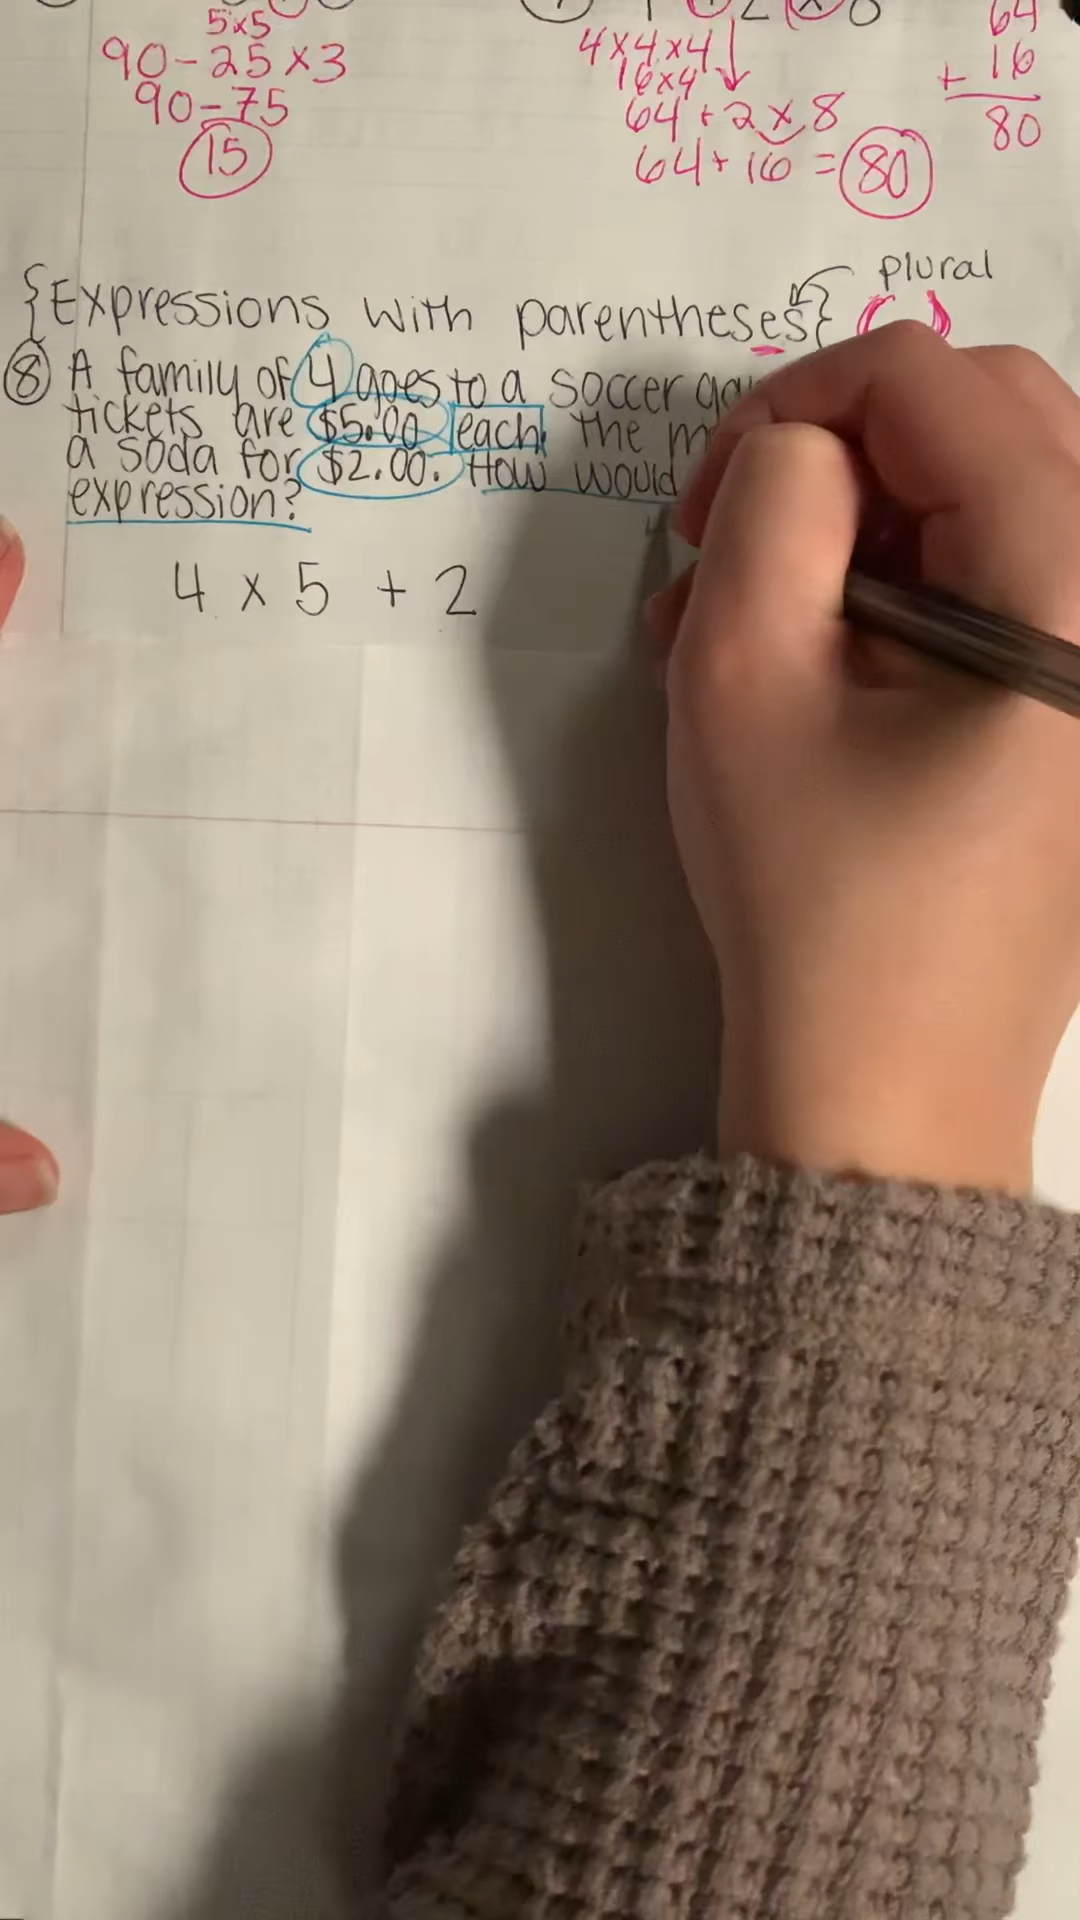 5x5
90-25x3
90-75
15
4x4x4
16x4
64+2x8
64+16=80
64
+16
80
plural
{Expressions with parentheses} ( )
8 A family of 4 goes to a soccer
tickets are $5.00 each. The
a soda for $2.00. How would
expression?
4 x 5 + 2